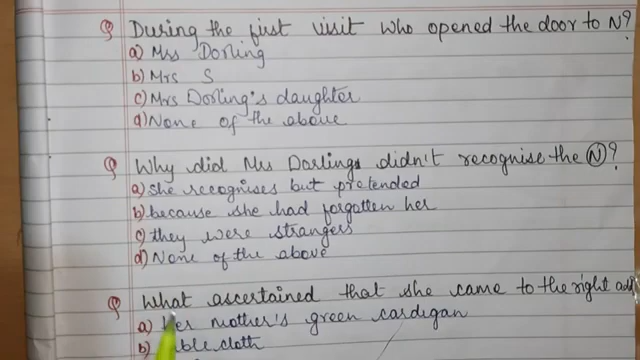 Q During the first visit who opened the door to N?
a) Mrs Dorling
b) Mrs S
c) Mrs Dorling's daughter
d) None of the above
Q Why did Mrs Dorling didn't recognise the N?
a) She recognises but pretended
b) because she had forgotten her
c) they were strangers
d) None of the above
Q What ascertained that she came to the right
a) Her mother's green cardigan
b) cloth